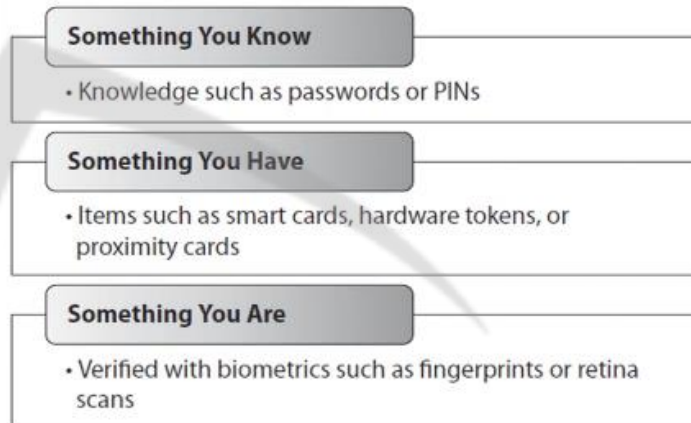 Something You Know
• Knowledge such as passwords or PINs
Something You Have
• Items such as smart cards, hardware tokens, or
proximity cards
Something You Are
• Verified with biometrics such as fingerprints or retina
scans